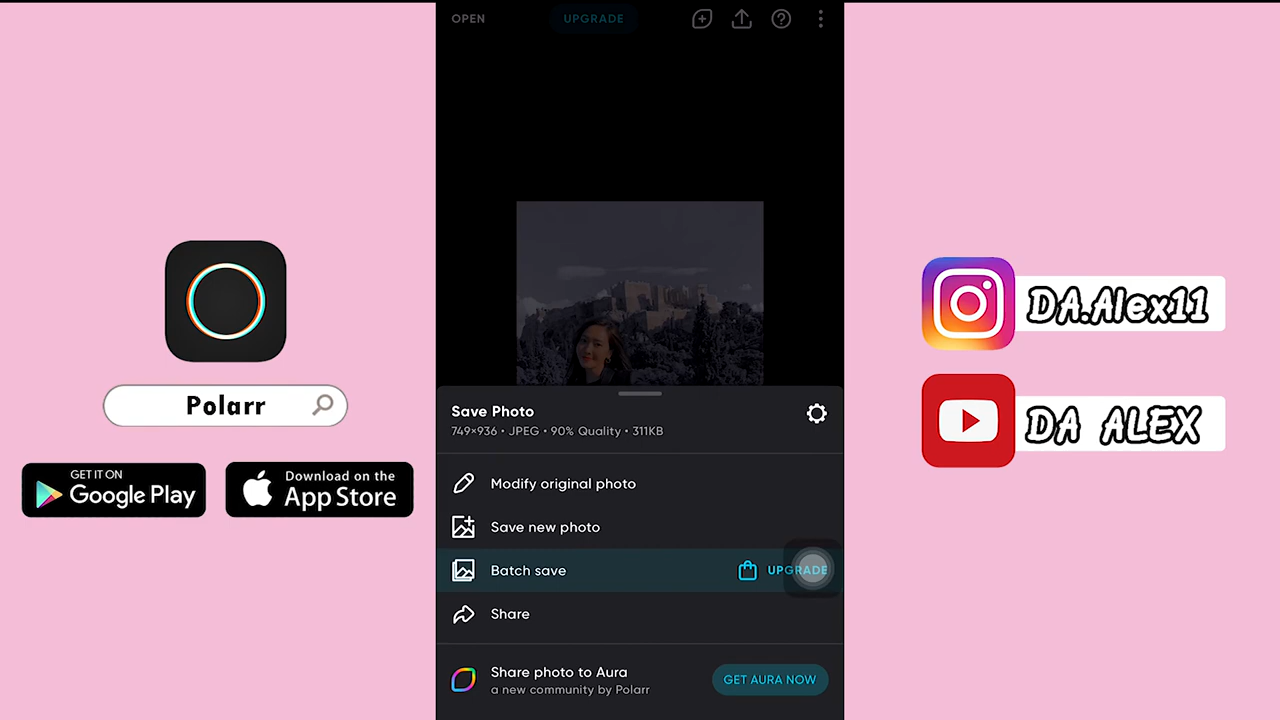 OPEN
UPGRADE
Polarr
GET IT ON
Google Play
Download on the
App Store
Save Photo
749×936 • JPEG • 90% Quality • 311KB
Modify original photo
Save new photo
Batch save
UPGRADE
Share
Share photo to Aura
a new community by Polarr
GET AURA NOW
DA.Alex11
DA ALEX